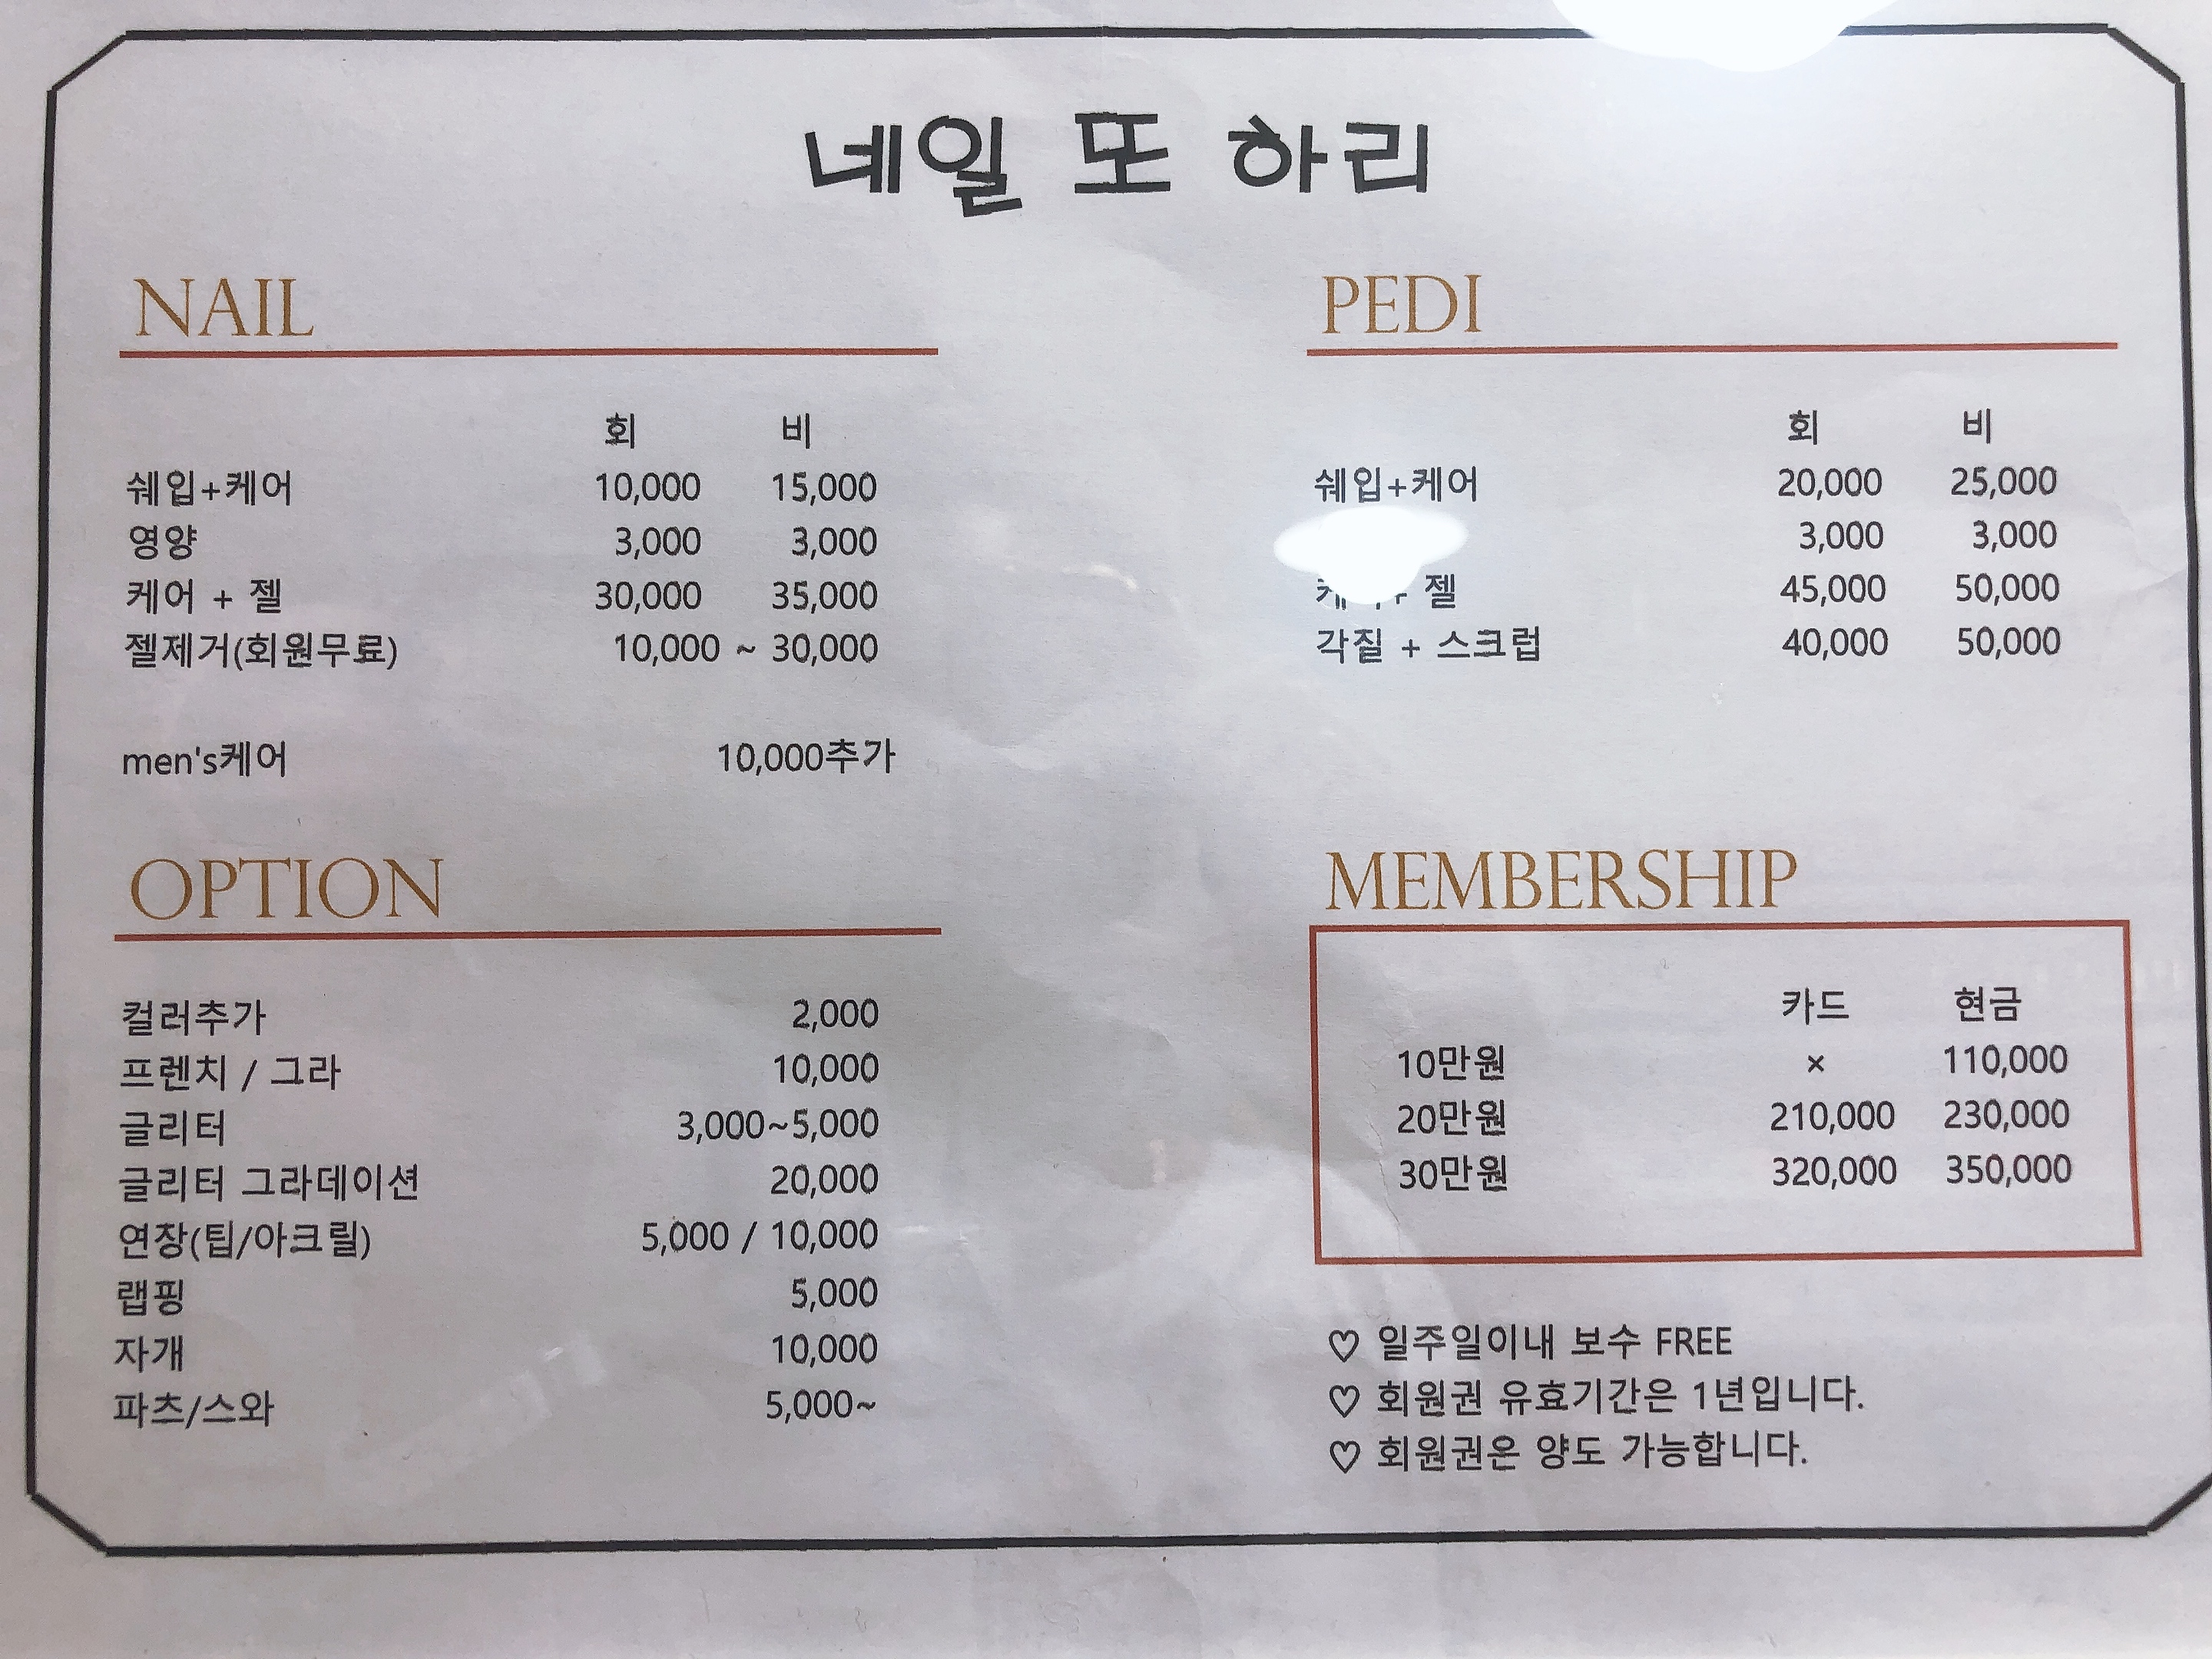 네일 또 하리
NAIL
회 비
쉐입+케어 10,000 15,000
영양 3,000 3,000
케어 + 젤 30,000 35,000
젤제거(회원무료) 10,000 ~ 30,000
men's케어 10,000추가
PEDI
회 비
쉐입+케어 20,000 25,000
3,000 3,000
+ 젤 45,000 50,000
각질 + 스크럽 40,000 50,000
OPTION
컬러추가 2,000
프렌치 / 그라 10,000
글리터 3,000~5,000
글리터 그라데이션 20,000
연장(팁/아크릴) 5,000 / 10,000
랩핑 5,000
자개 10,000
파츠/스와 5,000~
MEMBERSHIP
카드 현금
10만원 × 110,000
20만원 210,000 230,000
30만원 320,000 350,000
♡ 일주일이내 보수 FREE
♡ 회원권 유효기간은 1년입니다.
♡ 회원권은 양도 가능합니다.